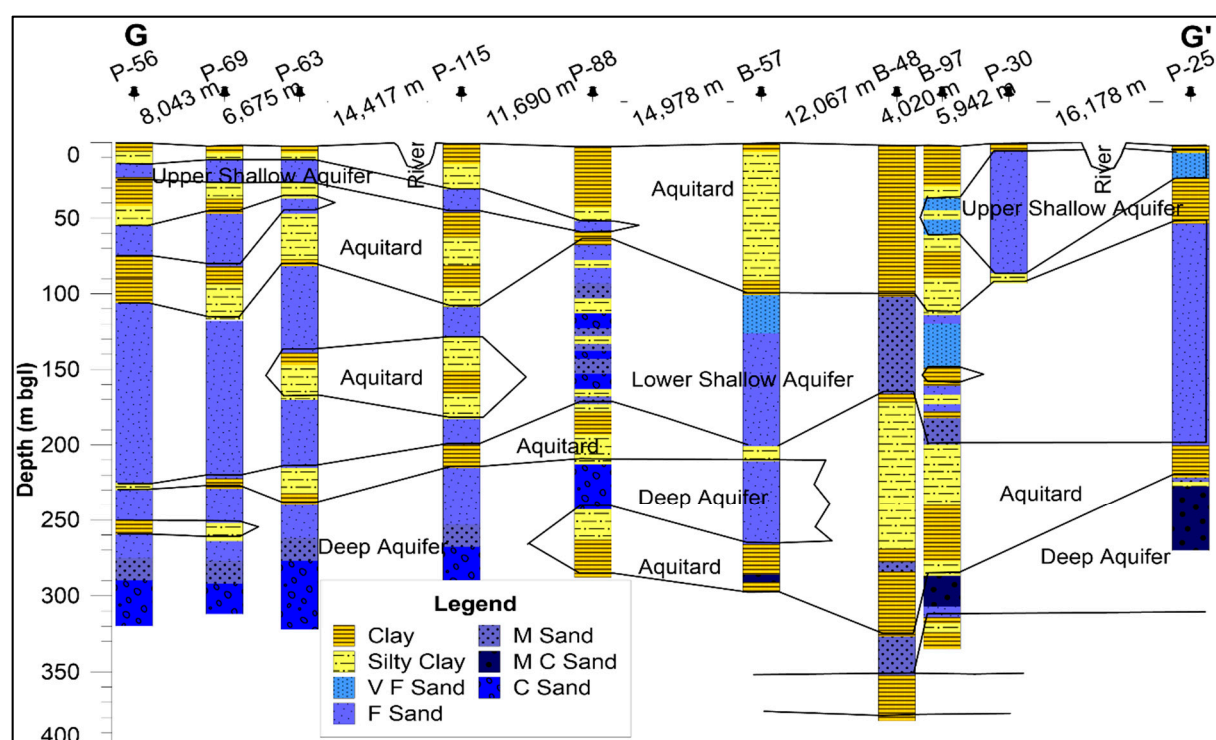 G G'
P-56 P-69 P-63 P-115 P-88 B-57 B-48 B-97 P-30 P-25
8,043 m 6,675 m 14,417 m 11,690 m 14,978 m 12,067 m 4,020 m 5,942 m 16,178 m
River
River
Depth (m bgl)
0
50
100
150
200
250
300
350
400
Upper Shallow Aquifer
Aquitard
Upper Shallow Aquifer
Aquitard
Aquitard
Lower Shallow Aquifer
Aquitard
Deep Aquifer
Aquitard
Deep Aquifer
Aquitard
Deep Aquifer
Legend
Clay
Silty Clay
V F Sand
F Sand
M Sand
M C Sand
C Sand